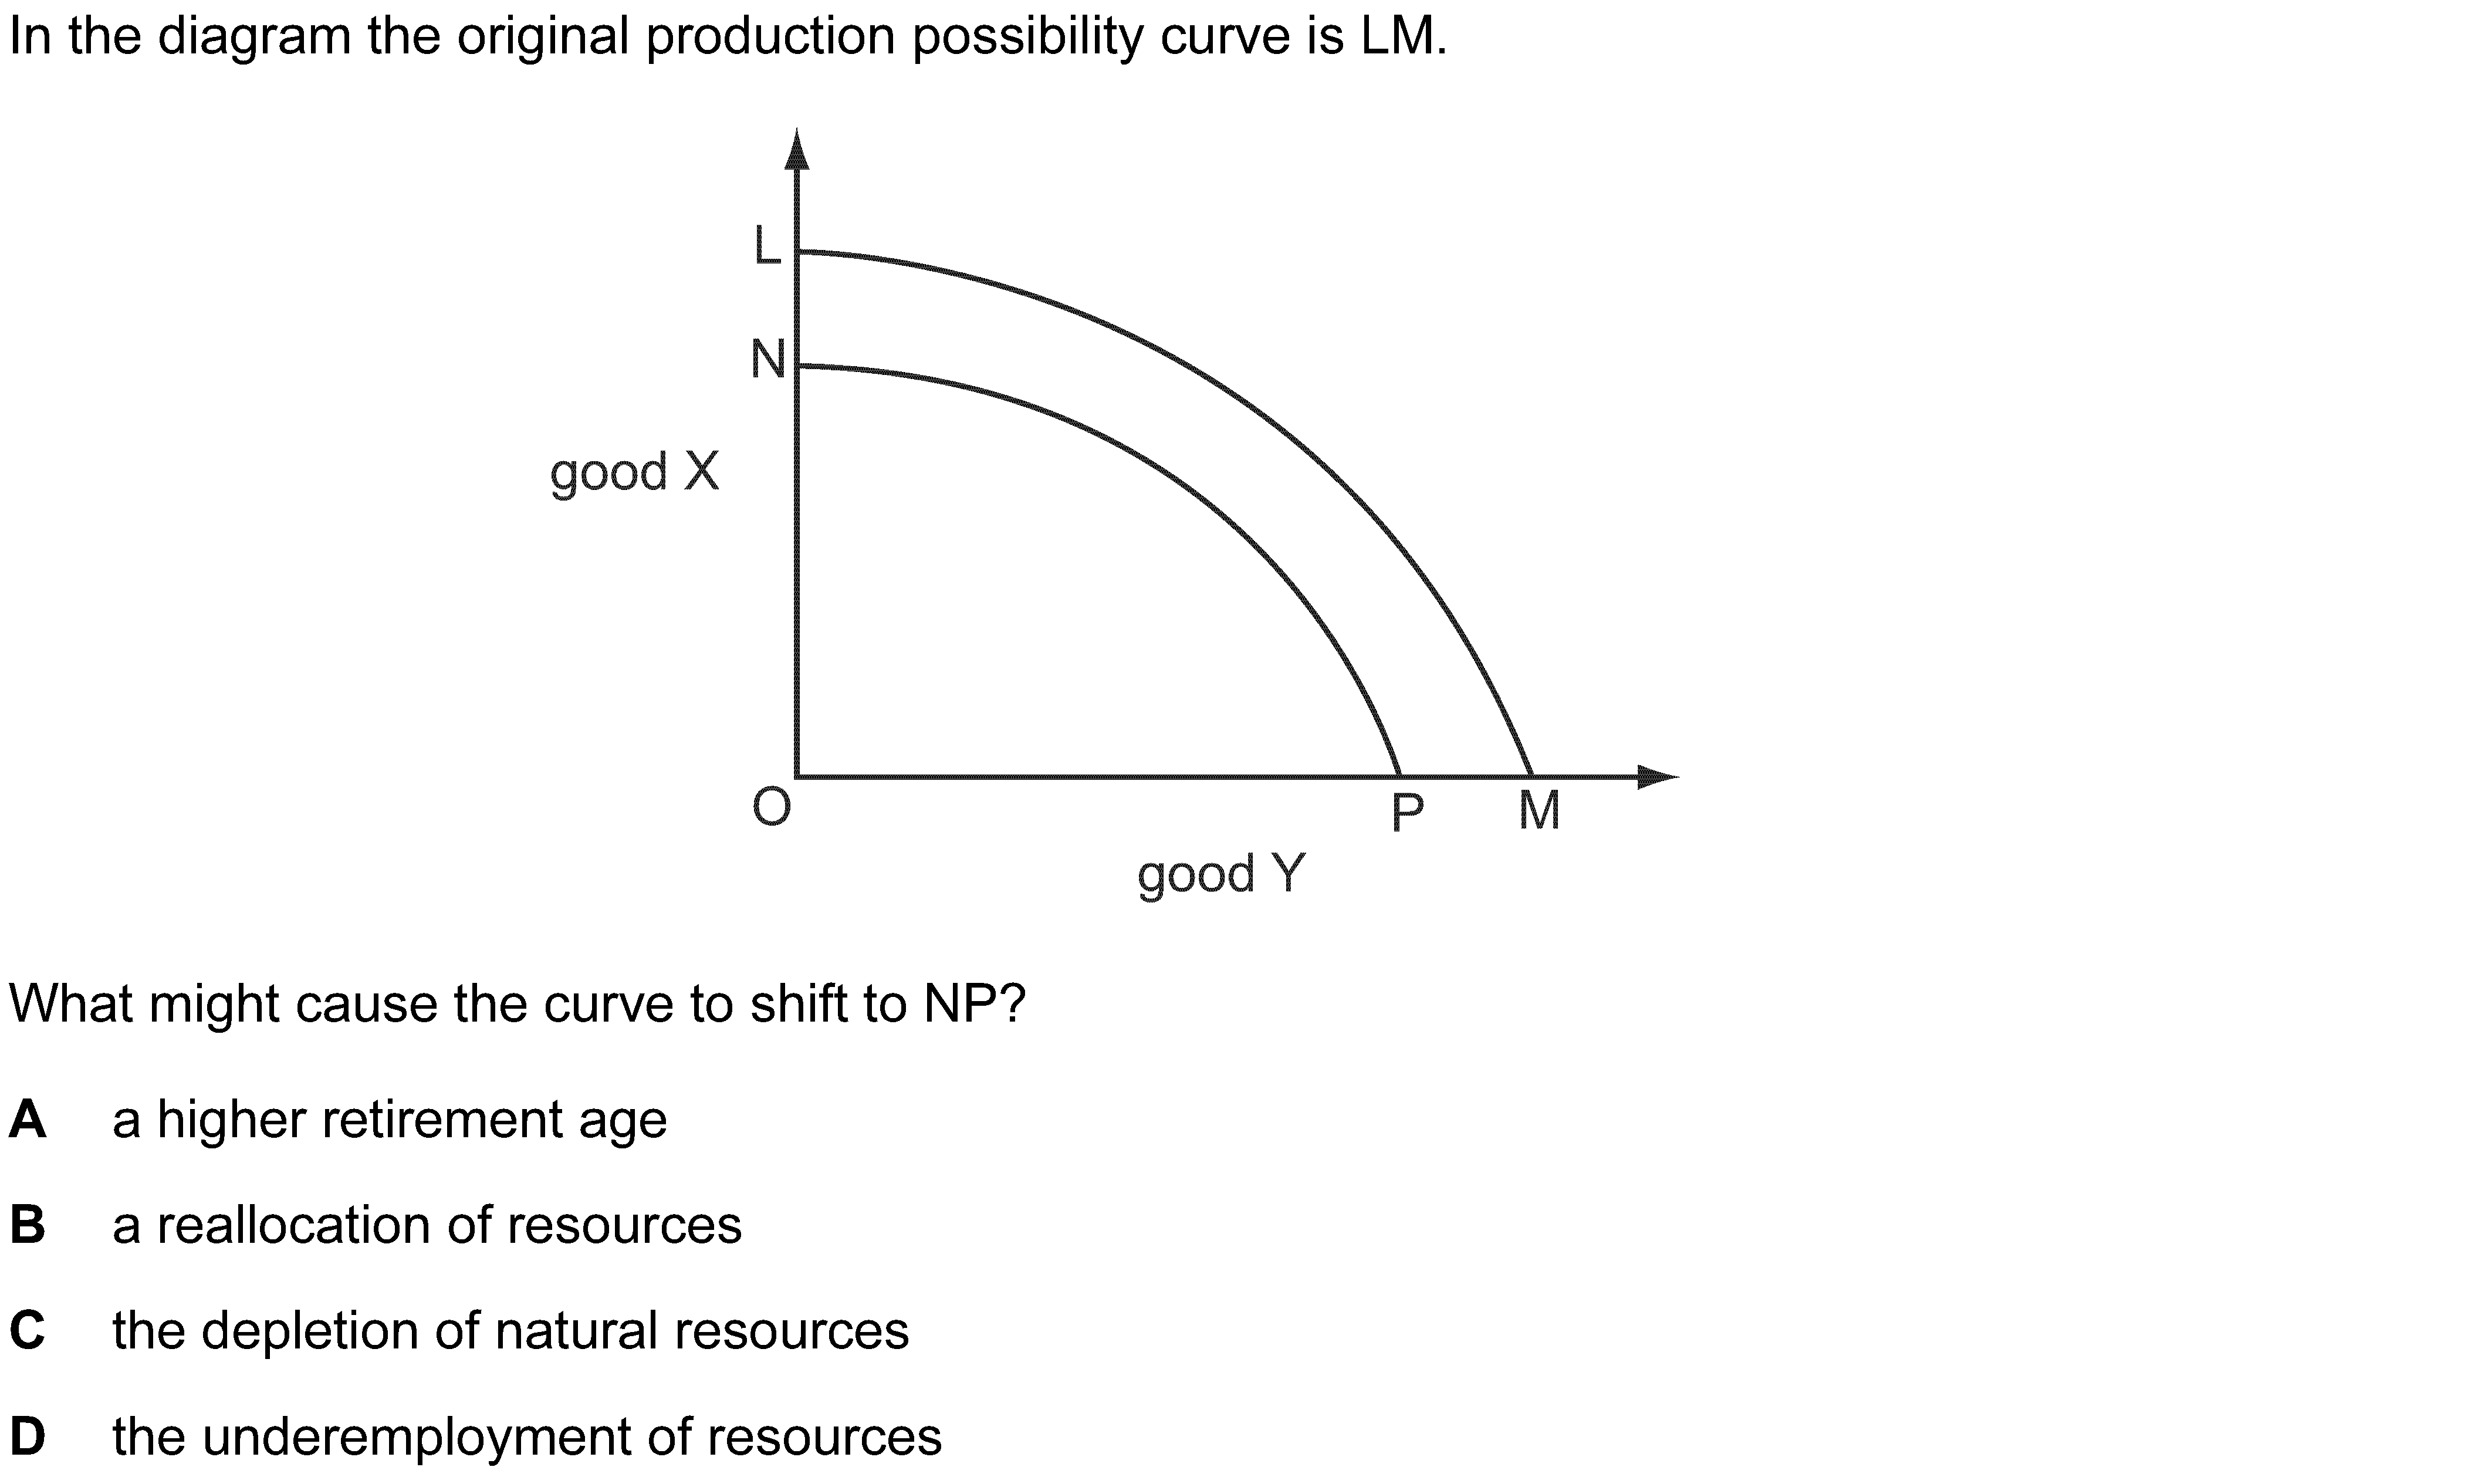 In the diagram the original production possibility curve is LM.
L
N
good X
O
P
M
good Y
What might cause the curve to shift to NP?
A a higher retirement age
B a reallocation of resources
C the depletion of natural resources
D the underemployment of resources